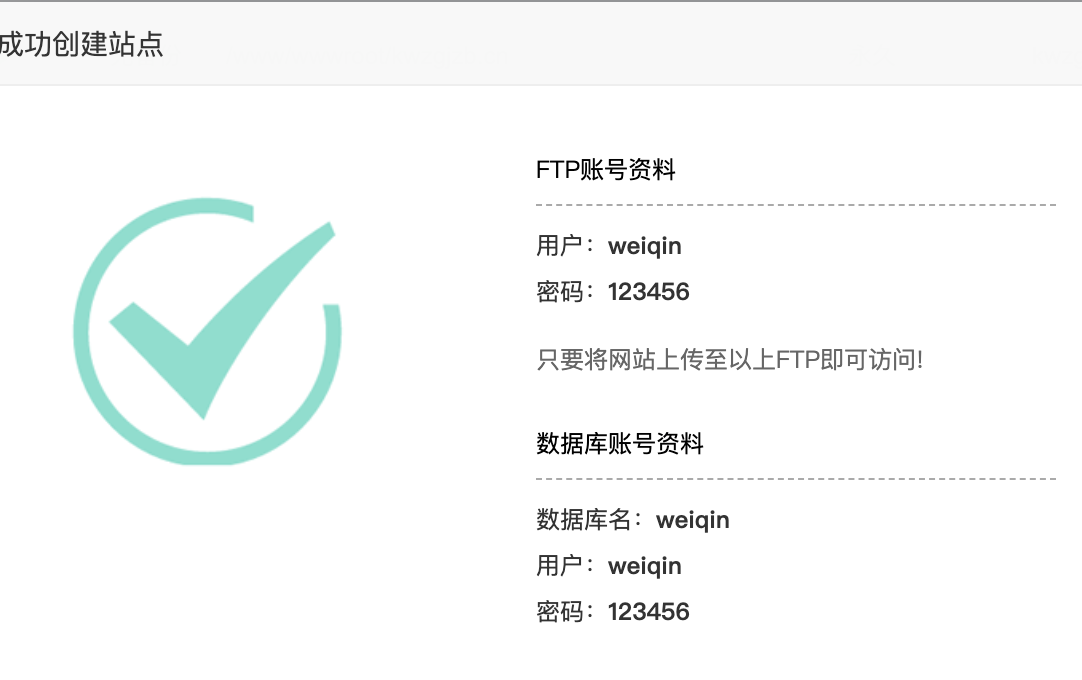 成功创建站点
FTP账号资料
用户：weiqin
密码：123456
只要将网站上传至以上FTP即可访问!
数据库账号资料
数据库名：weiqin
用户：weiqin
密码：123456